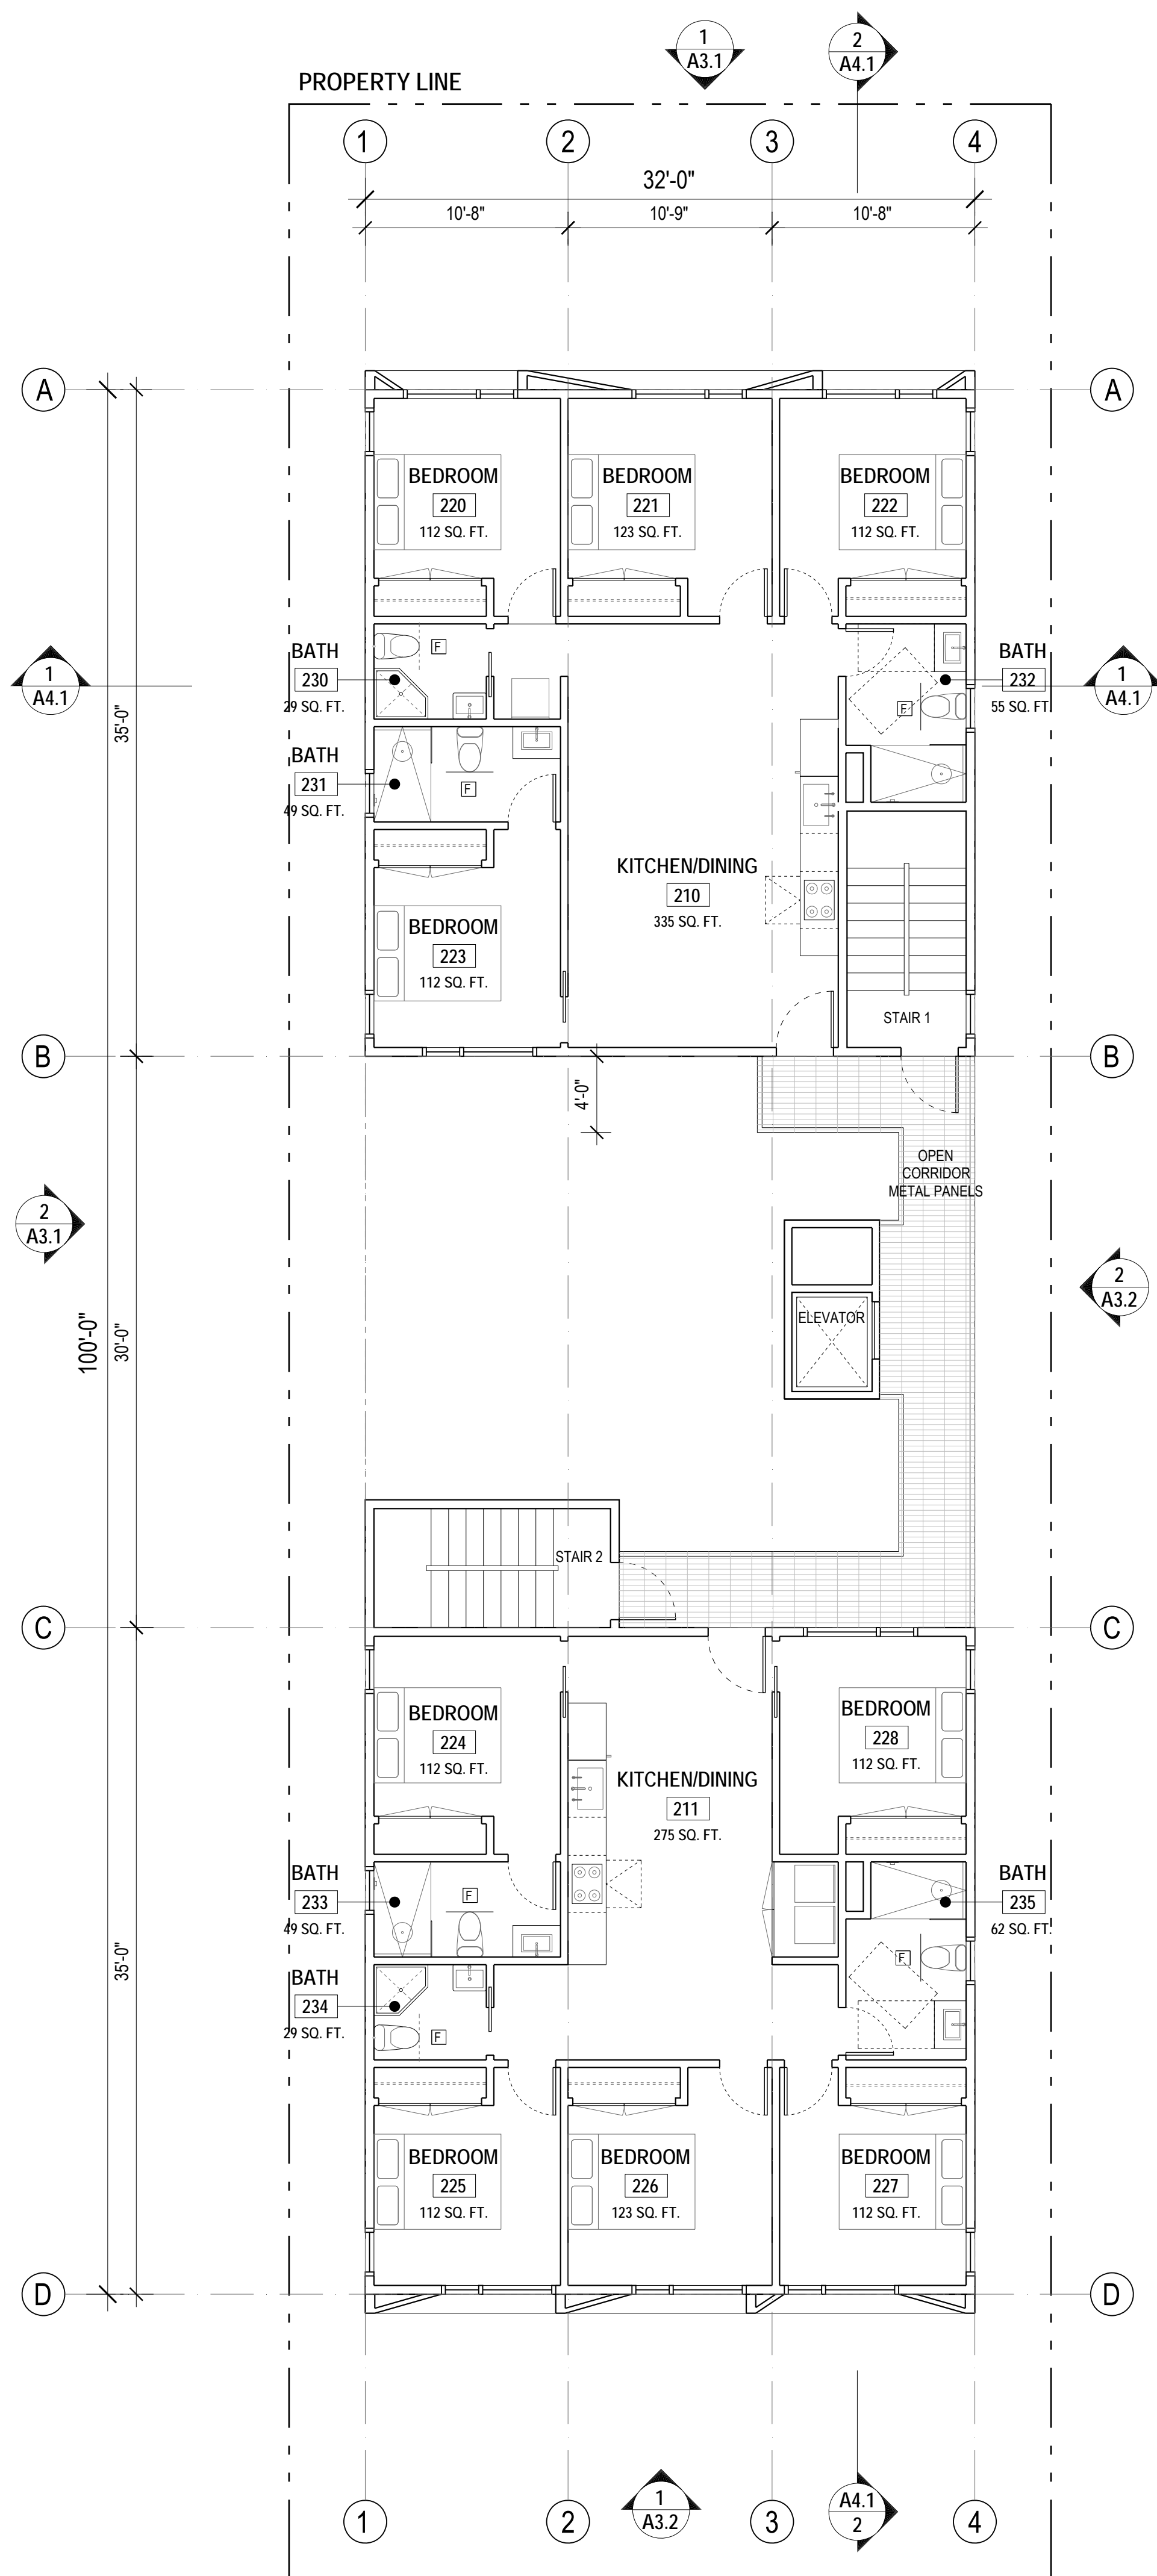 1
A3.1
2
A4.1
PROPERTY LINE
1
2
3
4
32'-0"
10'-8"
10'-9"
10'-8"
A
A
BEDROOM
220
112 SQ. FT.
BEDROOM
221
123 SQ. FT.
BEDROOM
222
112 SQ. FT.
BATH
230
29 SQ. FT.
F
BATH
232
55 SQ. FT.
F
1
A4.1
1
A4.1
35'-0"
BATH
231
49 SQ. FT.
F
KITCHEN/DINING
210
335 SQ. FT.
BEDROOM
223
112 SQ. FT.
STAIR 1
B
B
4'-0"
OPEN
CORRIDOR
METAL PANELS
2
A3.1
2
A3.2
ELEVATOR
100'-0"
30'-0"
STAIR 2
C
C
BEDROOM
224
112 SQ. FT.
BEDROOM
228
112 SQ. FT.
KITCHEN/DINING
211
275 SQ. FT.
BATH
233
49 SQ. FT.
F
BATH
235
62 SQ. FT.
F
35'-0"
BATH
234
29 SQ. FT.
F
BEDROOM
225
112 SQ. FT.
BEDROOM
226
123 SQ. FT.
BEDROOM
227
112 SQ. FT.
D
D
1
2
1
A3.2
3
A4.1
2
4